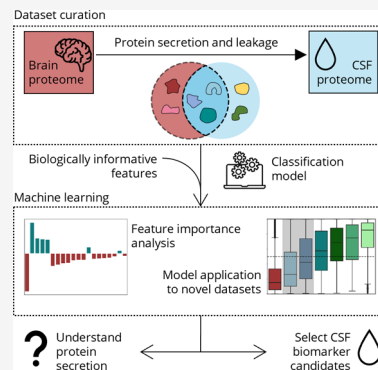 Dataset curation
Protein secretion and leakage
Brain
proteome
CSF
proteome
Biologically informative
features
Classification
model
Machine learning
Feature importance
analysis
Model application
to novel datasets
?
Understand
protein
secretion
Select CSF
biomarker
candidates